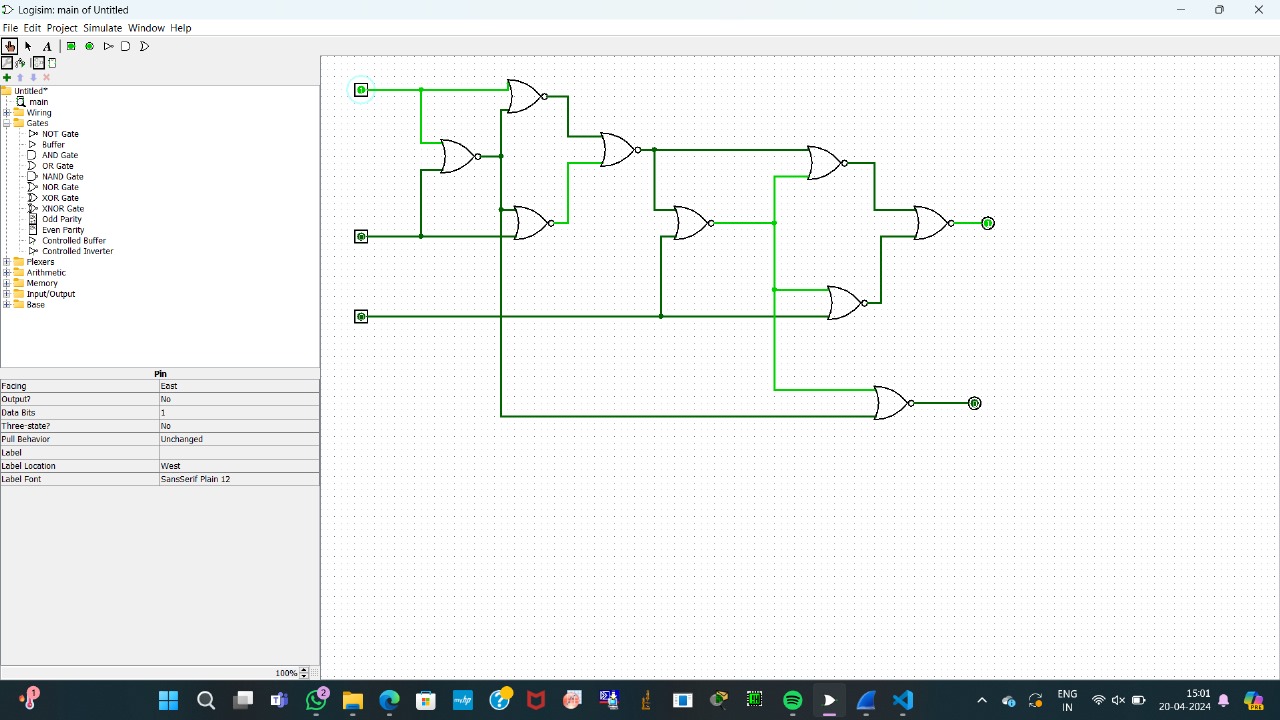 Logisim: main of Untitled
File Edit Project Simulate Window Help
A
Untitled*
main
Wiring
Gates
NOT Gate
Buffer
AND Gate
OR Gate
NAND Gate
NOR Gate
XOR Gate
XNOR Gate
Odd Parity
Even Parity
Controlled Buffer
Controlled Inverter
Plexers
Arithmetic
Memory
Input/Output
Base
Pin
Facing East
Output? No
Data Bits 1
Three-state? No
Pull Behavior Unchanged
Label
Label Location West
Label Font SansSerif Plain 12
100%
1
2
ENG
IN
15:01
20-04-2024